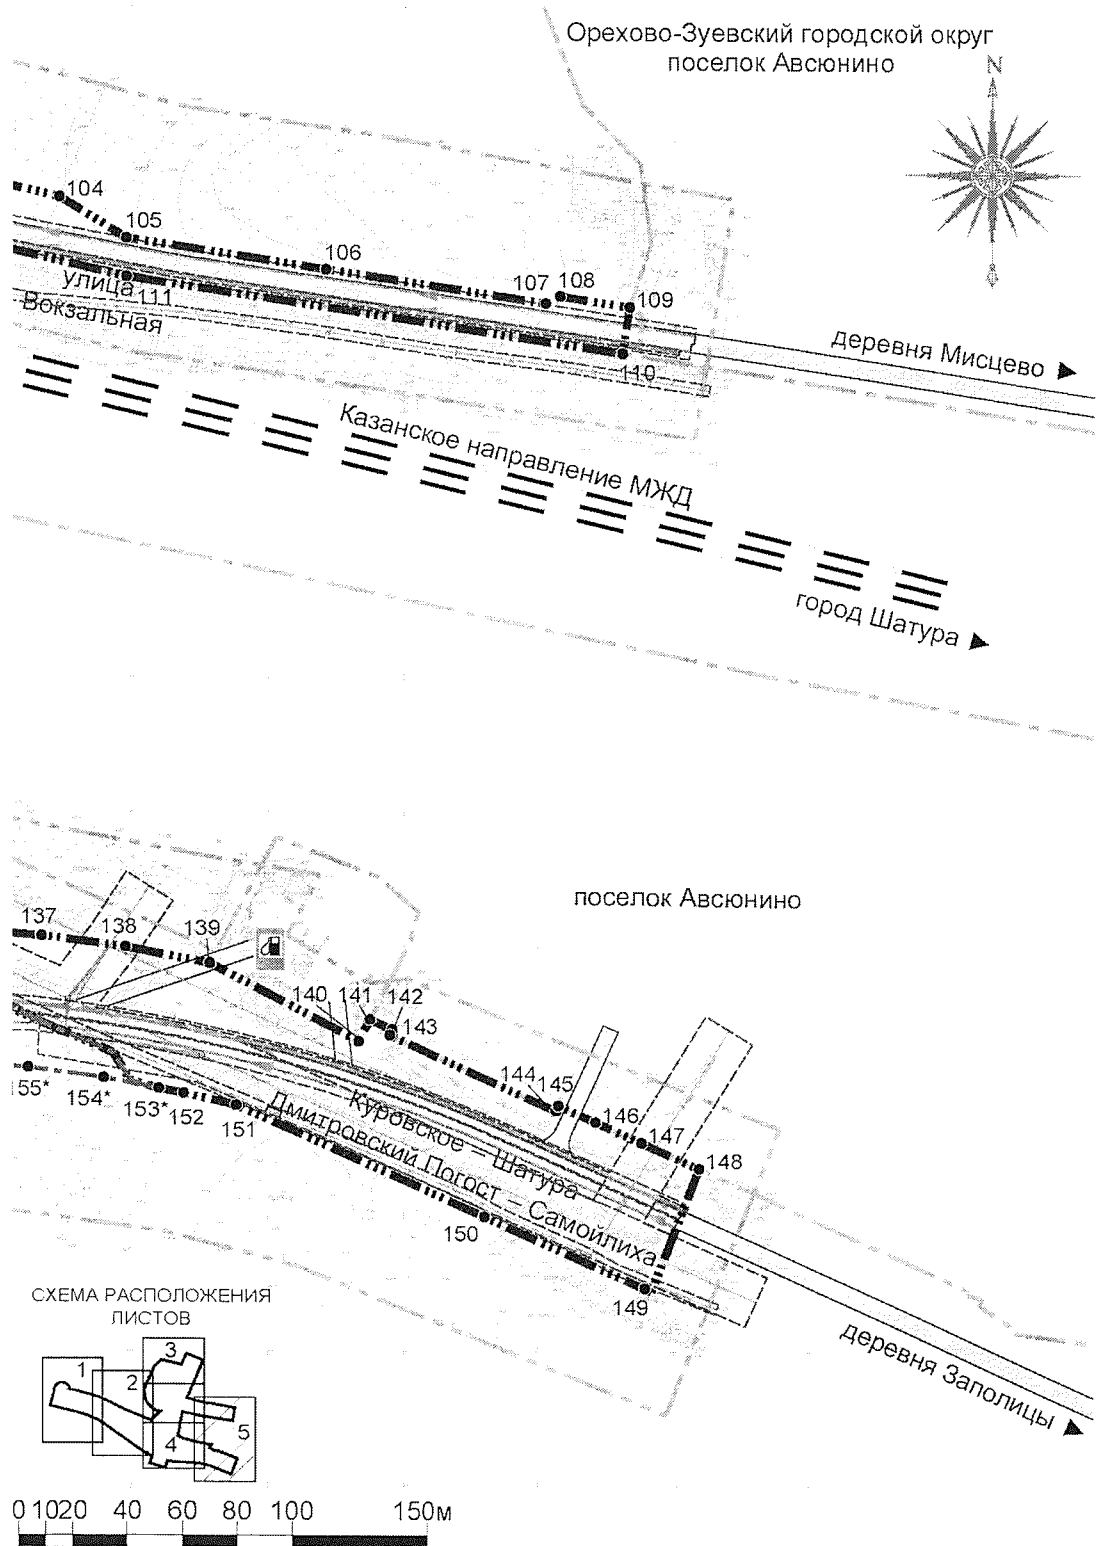 Орехово-Зуевский городской округ
поселок Авсюнино
N
104
105
106
107
108
109
улица
111
Вокзальная
110
деревня Мисцево
Казанское направление МЖД
город Шатура
поселок Авсюнино
137
138
139
140
141
142
143
144
145
146
147
148
155*
154*
153*
152
151
Куровское – Шатура
Дмитровский Погост – Самойлиха
150
149
деревня Заполицы
СХЕМА РАСПОЛОЖЕНИЯ
ЛИСТОВ
1
2
3
4
5
0 10 20 40 60 80 100 150м